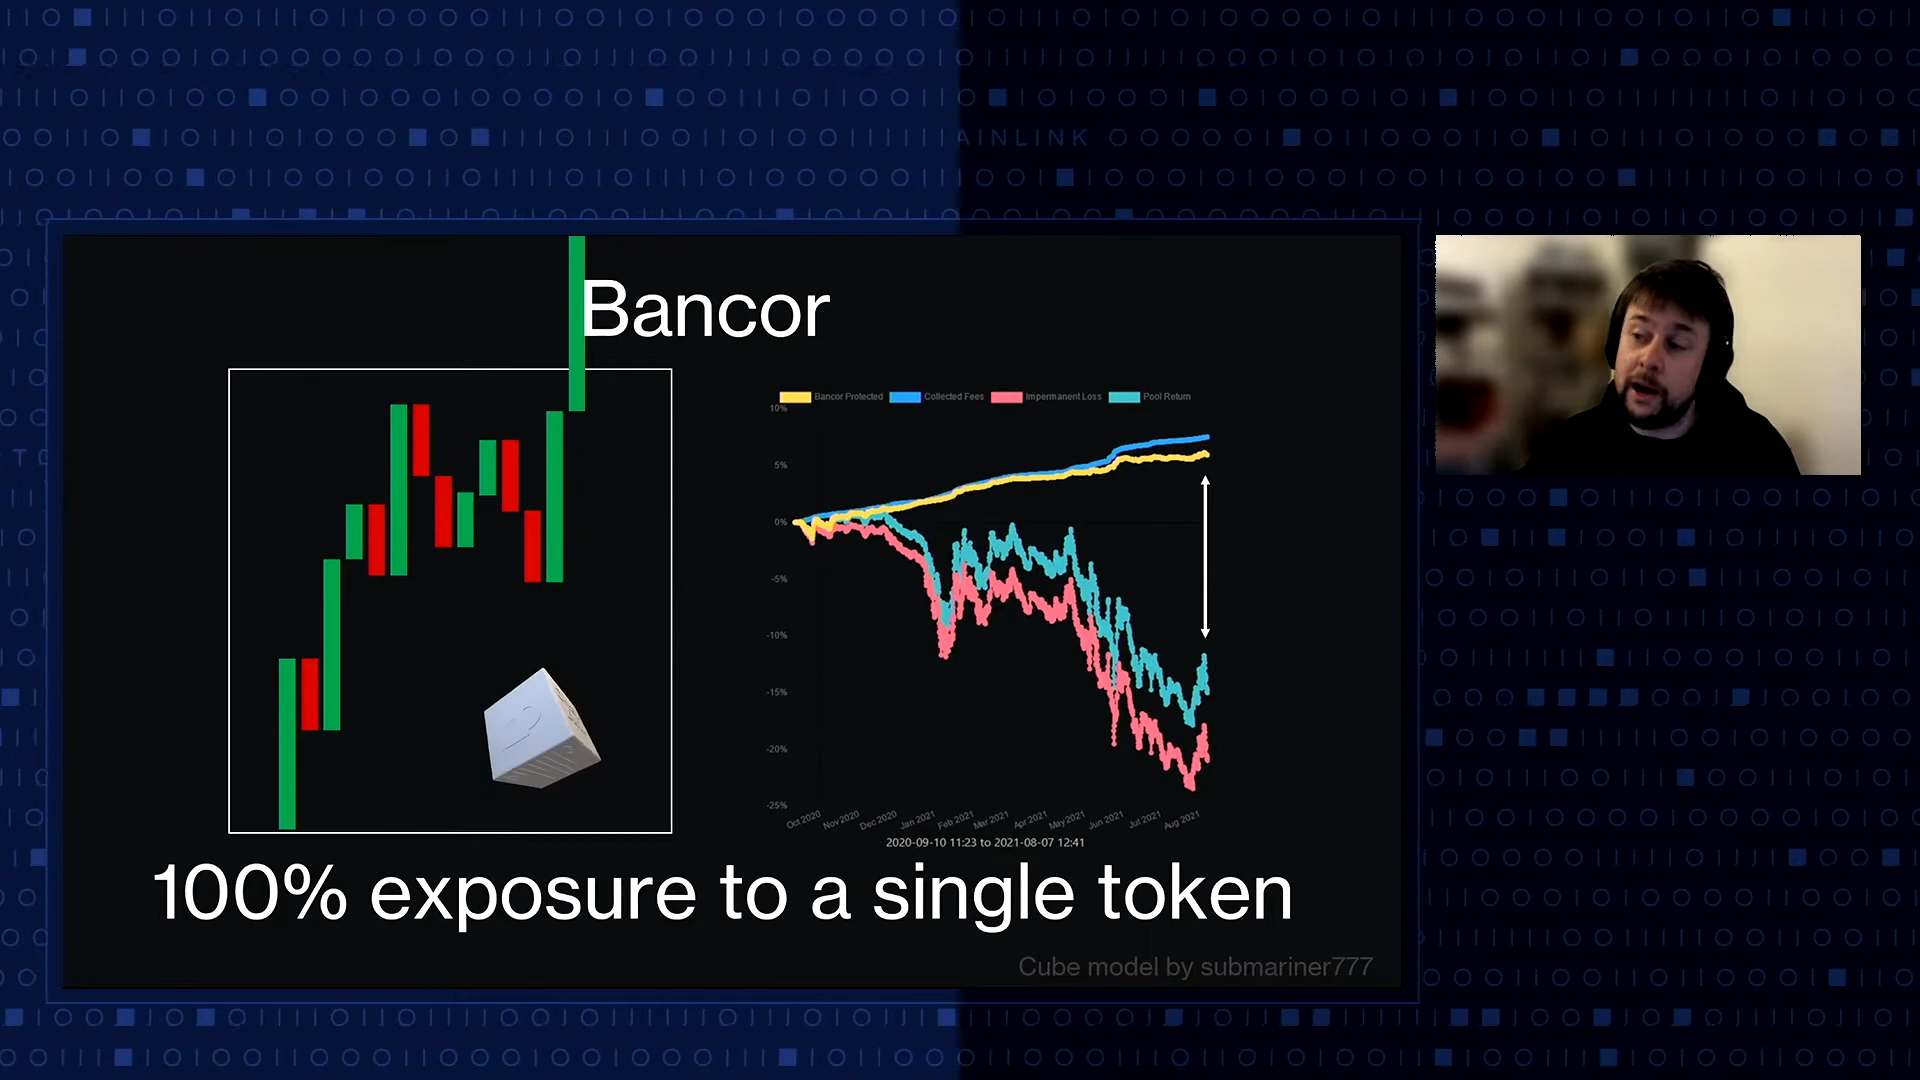 AINLINK
Bancor
Bancor Protected Collected Fees Impermanent Loss Pool Return
10%
5%
0%
-5%
-10%
-15%
-20%
-25%
Oct 2020 Nov 2020 Dec 2020 Jan 2021 Feb 2021 Mar 2021 Apr 2021 May 2021 Jun 2021 Jul 2021 Aug 2021
2020-09-10 11:23 to 2021-08-07 12:41
100% exposure to a single token
Cube model by submariner777